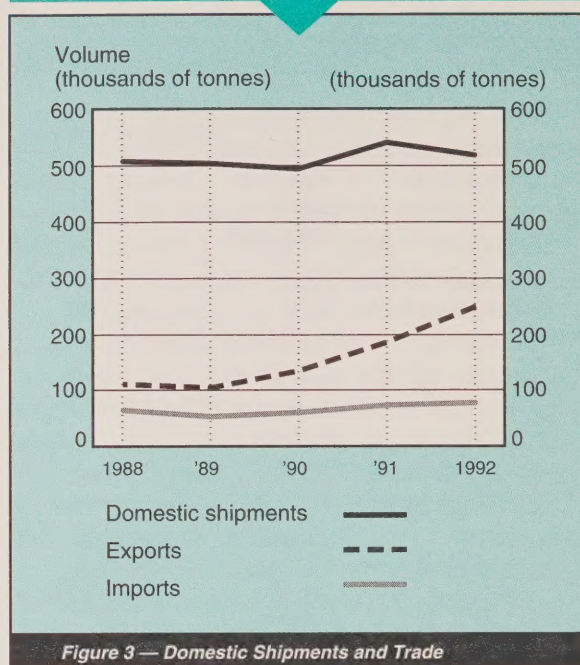 Volume
(thousands of tonnes) (thousands of tonnes)
600 600
500 500
400 400
300 300
200 200
100 100
0 0
1988 '89 '90 '91 1992
Domestic shipments
Exports
Imports
Figure 3 — Domestic Shipments and Trade